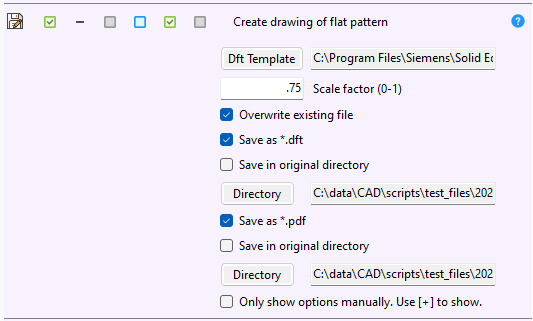 Create drawing of flat pattern ?
Dft Template C:\Program Files\Siemens\Solid Ec
.75 Scale factor (0-1)
Overwrite existing file
Save as *.dft
Save in original directory
Directory C:\data\CAD\scripts\test_files\202
Save as *.pdf
Save in original directory
Directory C:\data\CAD\scripts\test_files\202
Only show options manually. Use [+] to show.